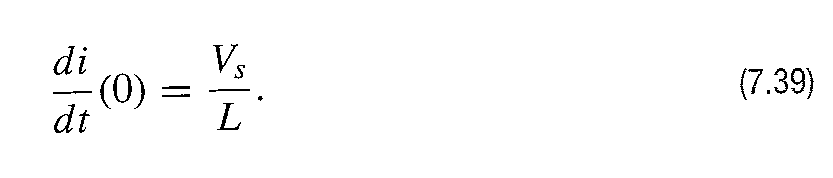 di/dt (0) = V_s/L. (7.39)